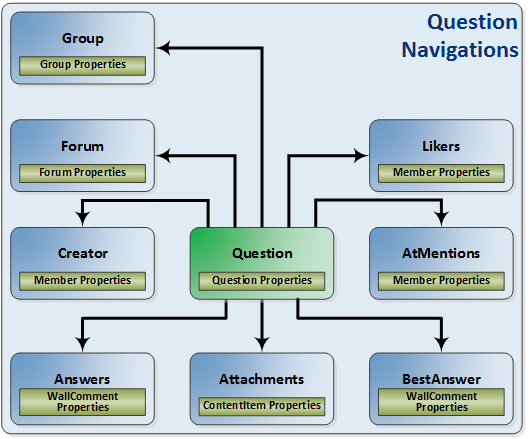 Question
Navigations
Group
Group Properties
Forum
Forum Properties
Likers
Member Properties
Creator
Member Properties
Question
Question Properties
AtMentions
Member Properties
Answers
WallComment
Properties
Attachments
ContentItem Properties
BestAnswer
WallComment
Properties